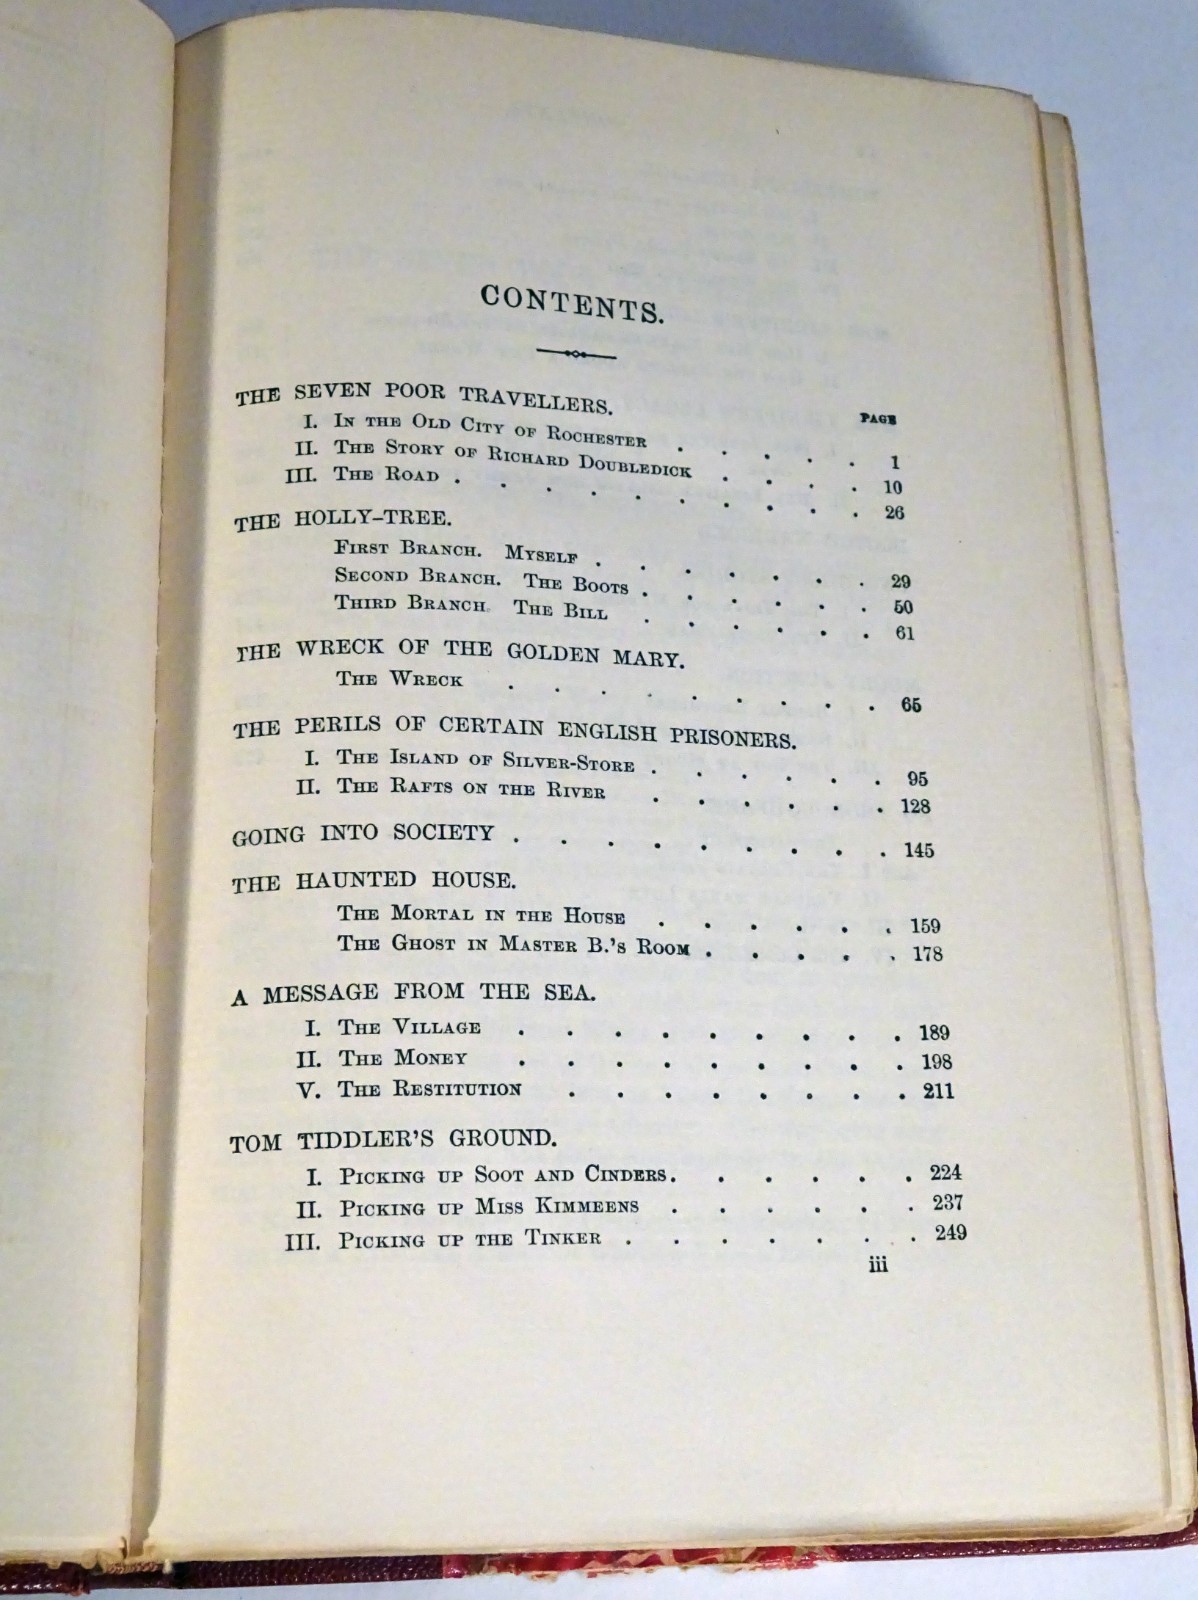 CONTENTS.
THE SEVEN POOR TRAVELLERS. PAGE
I. In the Old City of Rochester . . . . . 1
II. The Story of Richard Doubledick . . . . 10
III. The Road . . . . . . . . . . 26
THE HOLLY-TREE.
First Branch. Myself . . . . . . . 29
Second Branch. The Boots . . . . . . 50
Third Branch. The Bill . . . . . . 61
THE WRECK OF THE GOLDEN MARY.
The Wreck . . . . . . . . . 65
THE PERILS OF CERTAIN ENGLISH PRISONERS.
I. The Island of Silver-Store . . . . . . 95
II. The Rafts on the River . . . . . . 128
GOING INTO SOCIETY . . . . . . . . . 145
THE HAUNTED HOUSE.
The Mortal in the House . . . . . . 159
The Ghost in Master B.'s Room . . . . . 178
A MESSAGE FROM THE SEA.
I. The Village . . . . . . . . . 189
II. The Money . . . . . . . . . 198
V. The Restitution . . . . . . . . 211
TOM TIDDLER'S GROUND.
I. Picking up Soot and Cinders . . . . . . 224
II. Picking up Miss Kimmeens . . . . . . 237
III. Picking up the Tinker . . . . . . . 249
iii